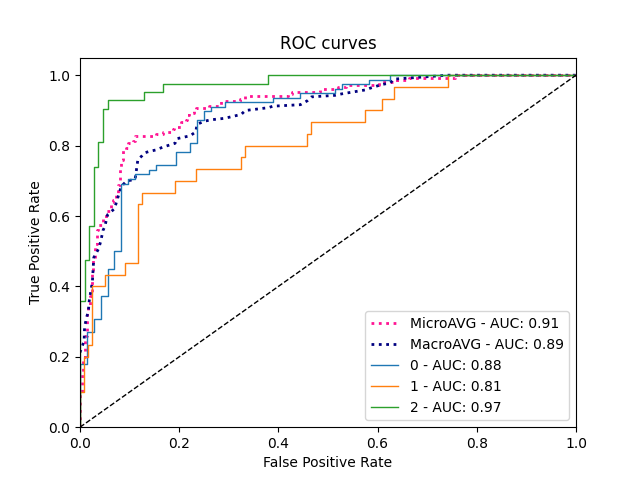 ROC curves
True Positive Rate
1.0
0.8
0.6
0.4
0.2
0.0
MicroAVG - AUC: 0.91
MacroAVG - AUC: 0.89
0 - AUC: 0.88
1 - AUC: 0.81
2 - AUC: 0.97
0.0 0.2 0.4 0.6 0.8 1.0
False Positive Rate